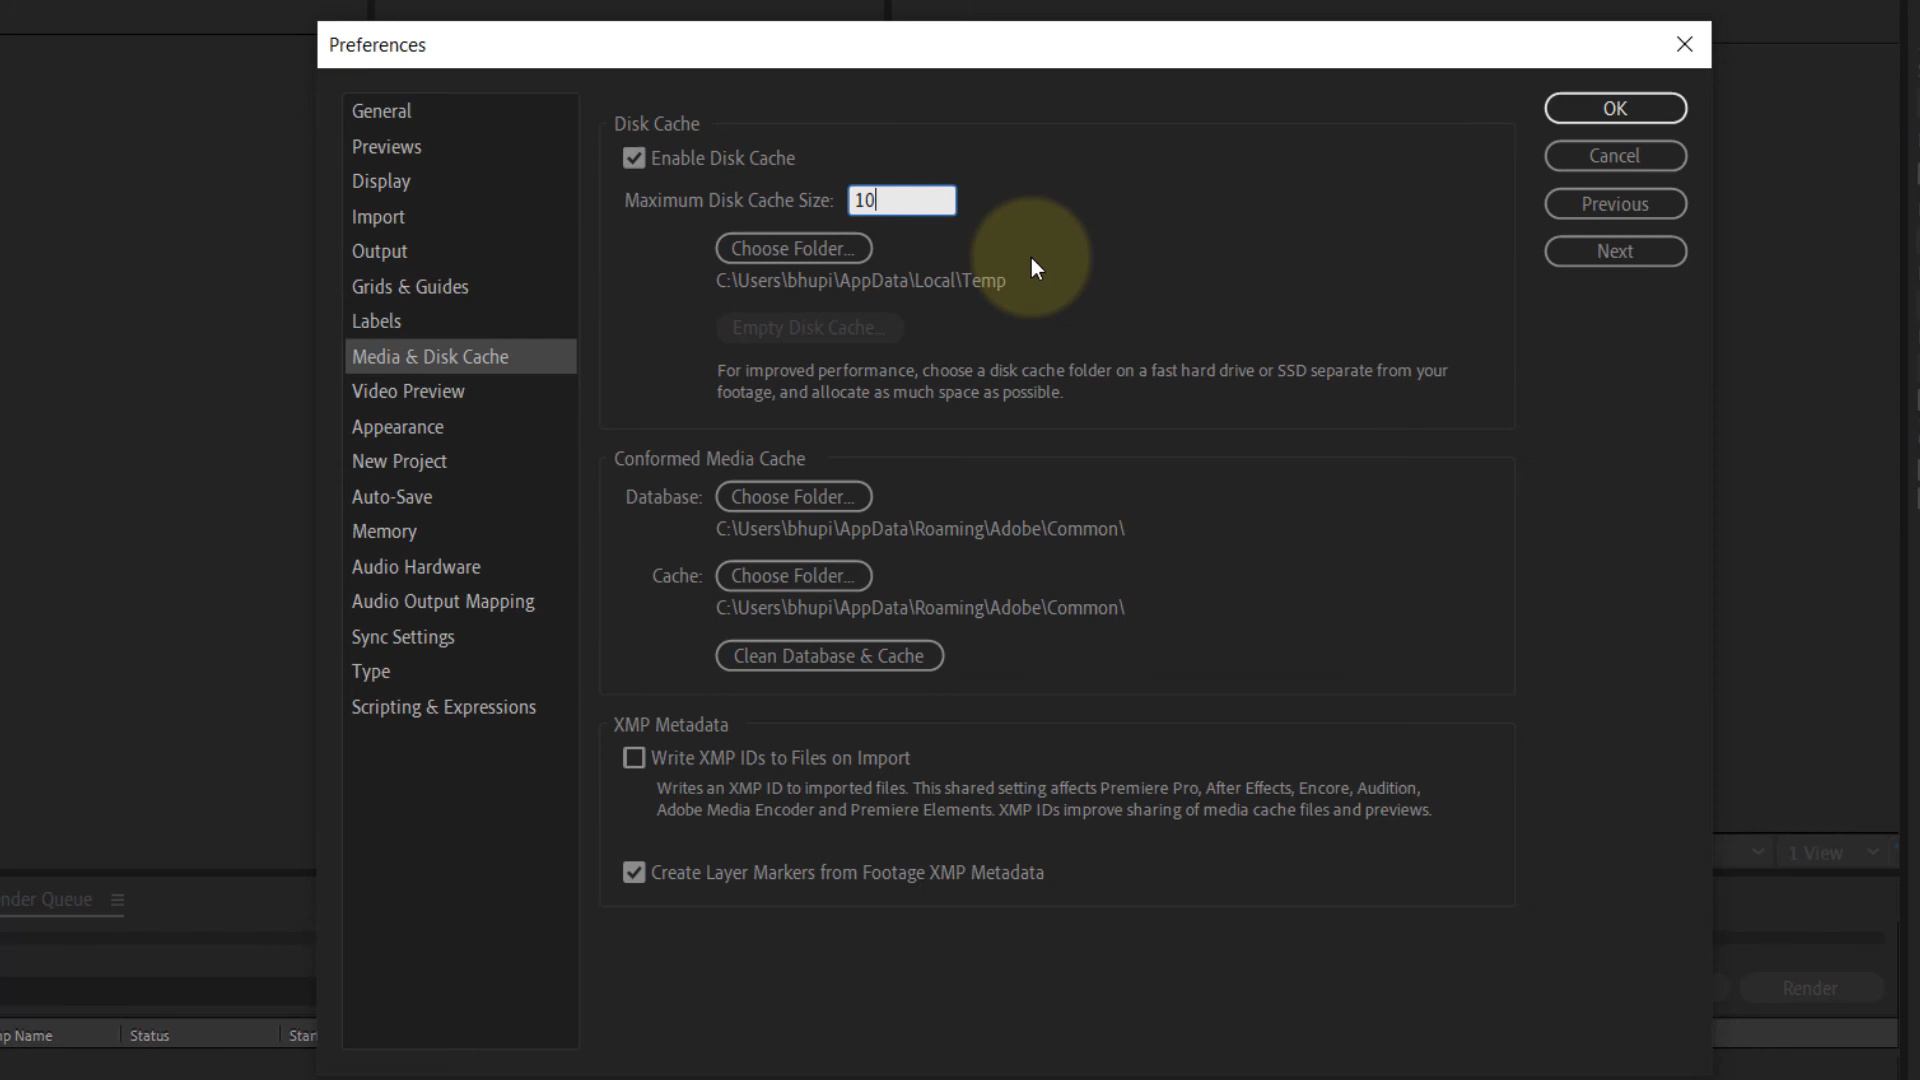 Preferences
General
Previews
Display
Import
Output
Grids & Guides
Labels
Media & Disk Cache
Video Preview
Appearance
New Project
Auto-Save
Memory
Audio Hardware
Audio Output Mapping
Sync Settings
Type
Scripting & Expressions
Disk Cache
Enable Disk Cache
Maximum Disk Cache Size: 10
Choose Folder...
C:\Users\bhupi\AppData\Local\Temp
Empty Disk Cache...
For improved performance, choose a disk cache folder on a fast hard drive or SSD separate from your
footage, and allocate as much space as possible.
Conformed Media Cache
Database: Choose Folder...
C:\Users\bhupi\AppData\Roaming\Adobe\Common\
Cache: Choose Folder...
C:\Users\bhupi\AppData\Roaming\Adobe\Common\
Clean Database & Cache
XMP Metadata
Write XMP IDs to Files on Import
Writes an XMP ID to imported files. This shared setting affects Premiere Pro, After Effects, Encore, Audition,
Adobe Media Encoder and Premiere Elements. XMP IDs improve sharing of media cache files and previews.
Create Layer Markers from Footage XMP Metadata
OK
Cancel
Previous
Next
1 View
nder Queue
Render
np Name Status Star